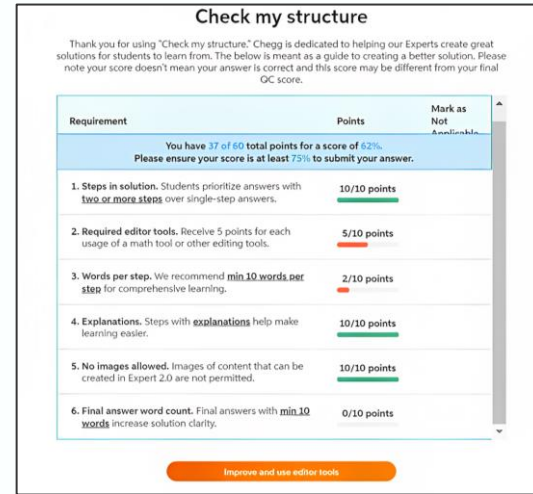 Check my structure
Thank you for using "Check my structure." Chegg is dedicated to helping our Experts create great
solutions for students to learn from. The below is meant as a guide to creating a better solution. Please
note your score doesn't mean your answer is correct and this score may be different from your final
QC score.
Requirement Points Mark as
Not
Applicable
You have 37 of 60 total points for a score of 62%.
Please ensure your score is at least 75% to submit your answer.
1. Steps in solution. Students prioritize answers with 10/10 points
two or more steps over single-step answers.
2. Required editor tools. Receive 5 points for each 5/10 points
usage of a math tool or other editing tools.
3. Words per step. We recommend min 10 words per 2/10 points
step for comprehensive learning.
4. Explanations. Steps with explanations help make 10/10 points
learning easier.
5. No images allowed. Images of content that can be 10/10 points
created in Expert 2.0 are not permitted.
6. Final answer word count. Final answers with min 10 0/10 points
words increase solution clarity.
Improve and use editor tools